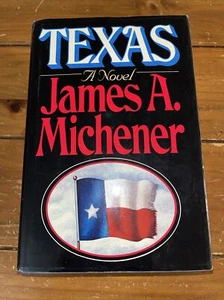 TEXAS
A Novel
James A.
Michener